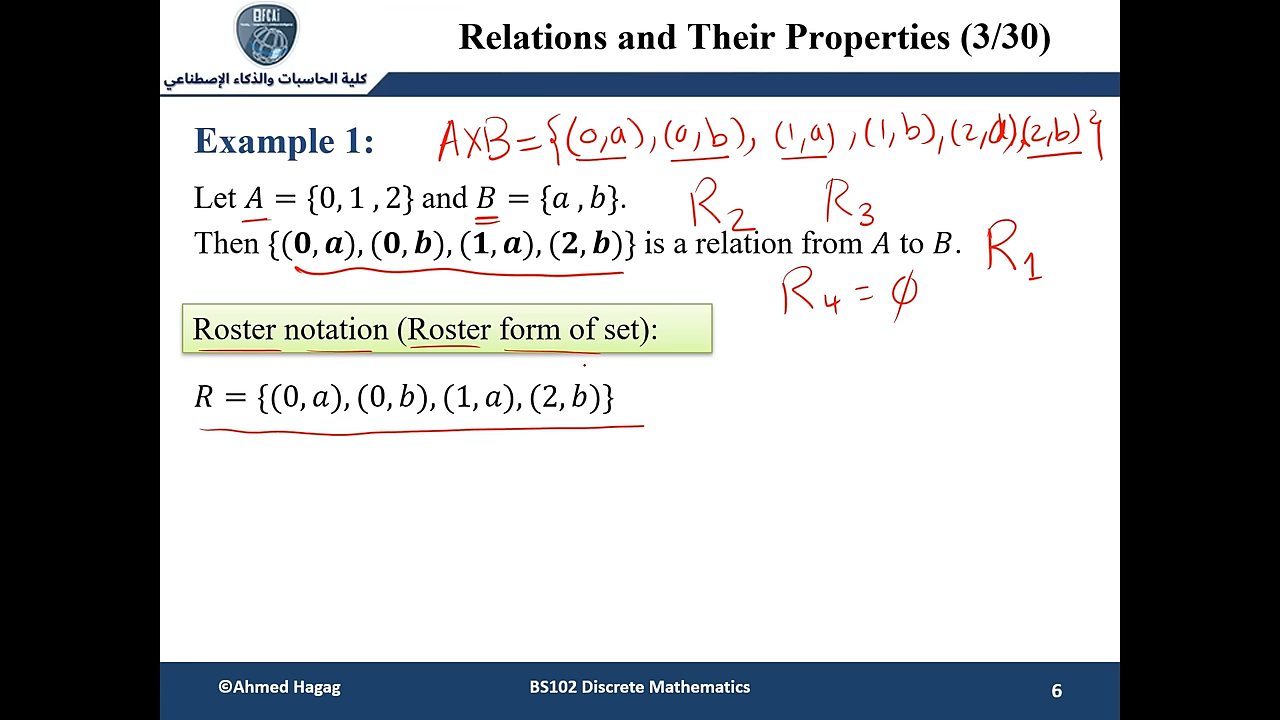 BFCAi
Relations and Their Properties (3/30)
كلية الحاسبات والذكاء الإصطناعي
Example 1:
A×B={(0,a),(0,b),(1,a),(1,b),(2,a),(2,b)}
Let A = {0, 1 , 2} and B = {a , b}.
R2 R3
Then {(0, a), (0, b), (1, a), (2, b)} is a relation from A to B. R1
R4 = ϕ
Roster notation (Roster form of set):
R = {(0, a), (0, b), (1, a), (2, b)}
©Ahmed Hagag BS102 Discrete Mathematics 6